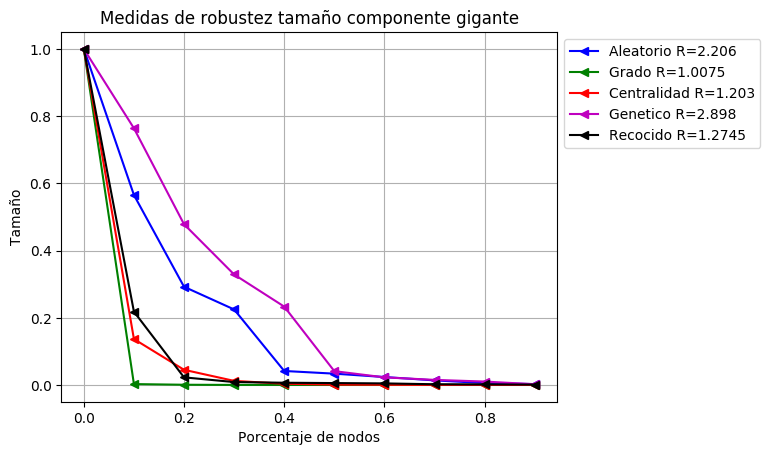 Medidas de robustez tamaño componente gigante
Aleatorio R=2.206
Grado R=1.0075
Centralidad R=1.203
Genetico R=2.898
Recocido R=1.2745
Tamaño
1.0
0.8
0.6
0.4
0.2
0.0
0.0 0.2 0.4 0.6 0.8
Porcentaje de nodos